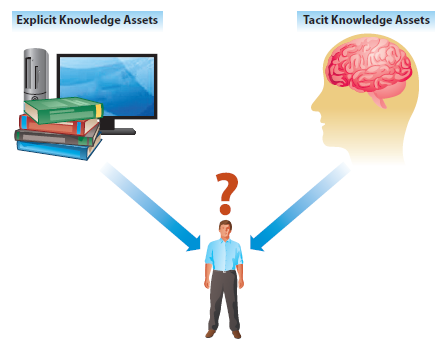 Explicit Knowledge Assets
Tacit Knowledge Assets
?